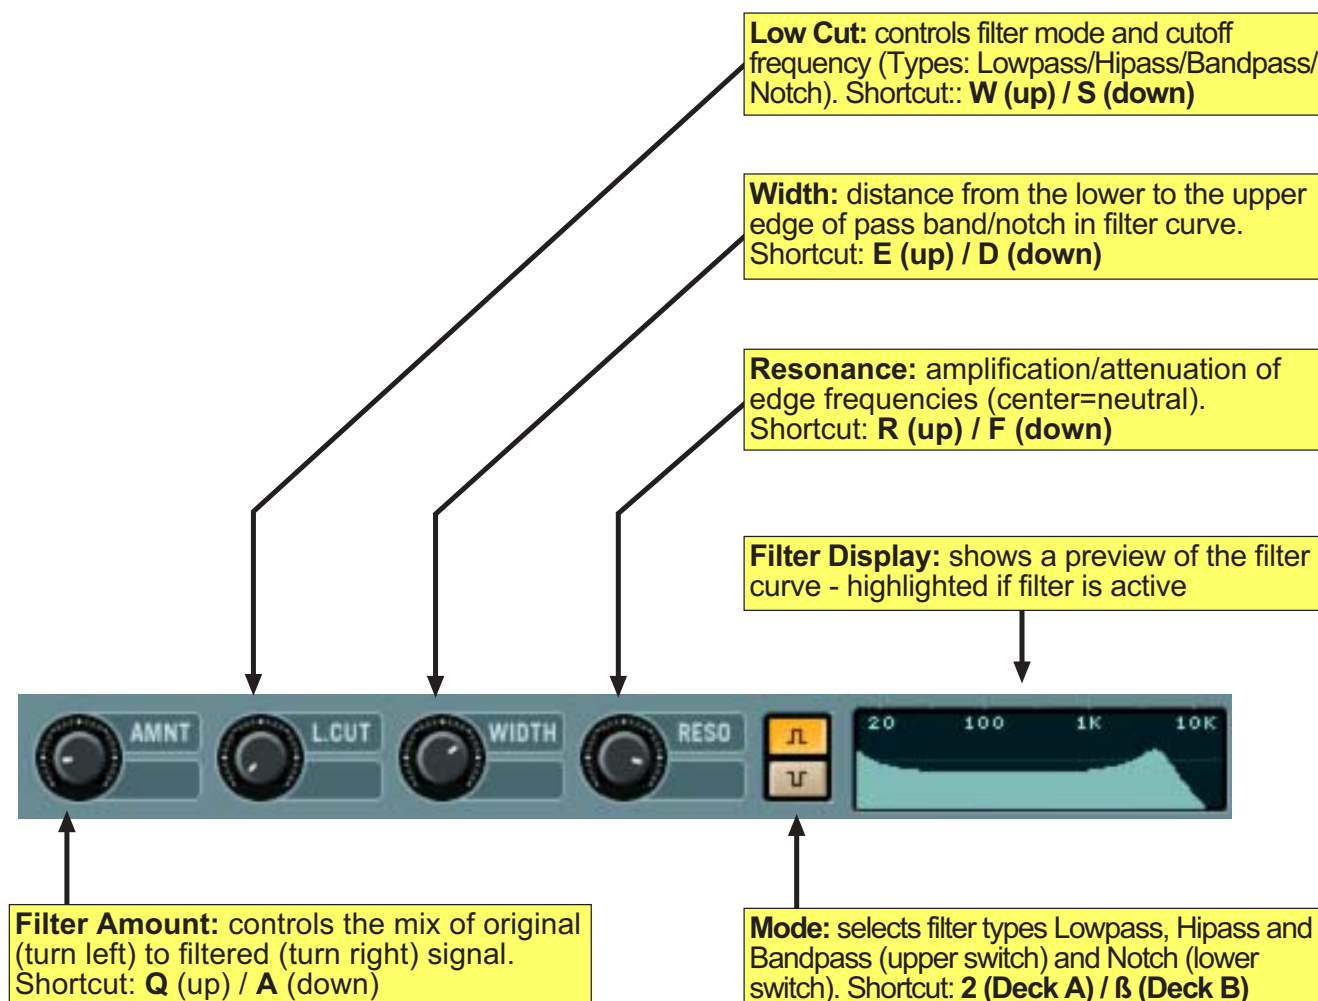 Low Cut: controls filter mode and cutoff
frequency (Types: Lowpass/Hipass/Bandpass/
Notch). Shortcut:: W (up) / S (down)
Width: distance from the lower to the upper
edge of pass band/notch in filter curve.
Shortcut: E (up) / D (down)
Resonance: amplification/attenuation of
edge frequencies (center=neutral).
Shortcut: R (up) / F (down)
Filter Display: shows a preview of the filter
curve - highlighted if filter is active
AMNT L.CUT WIDTH RESO 20 100 1K 10K
Filter Amount: controls the mix of original
(turn left) to filtered (turn right) signal.
Shortcut: Q (up) / A (down)
Mode: selects filter types Lowpass, Hipass and
Bandpass (upper switch) and Notch (lower
switch). Shortcut: 2 (Deck A) / ß (Deck B)